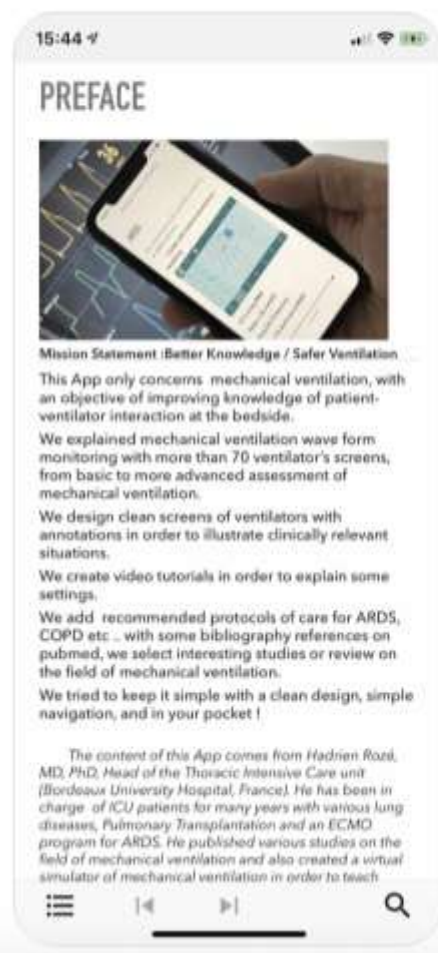 15:44
PREFACE
36
Mission Statement :Better Knowledge / Safer Ventilation
This App only concerns mechanical ventilation, with
an objective of improving knowledge of patient-
ventilator interaction at the bedside.
We explained mechanical ventilation wave form
monitoring with more than 70 ventilator's screens,
from basic to more advanced assessment of
mechanical ventilation.
We design clean screens of ventilators with
annotations in order to illustrate clinically relevant
situations.
We create video tutorials in order to explain some
settings.
We add recommended protocols of care for ARDS,
COPD etc .. with some bibliography references on
pubmed, we select interesting studies or review on
the field of mechanical ventilation.
We tried to keep it simple with a clean design, simple
navigation, and in your pocket !
The content of this App comes from Hadrien Rozé,
MD, PhD, Head of the Thoracic Intensive Care unit
(Bordeaux University Hospital, France). He has been in
charge of ICU patients for many years with various lung
diseases, Pulmonary Transplantation and an ECMO
program for ARDS. He published various studies on the
field of mechanical ventilation and also created a virtual
simulator of mechanical ventilation in order to teach